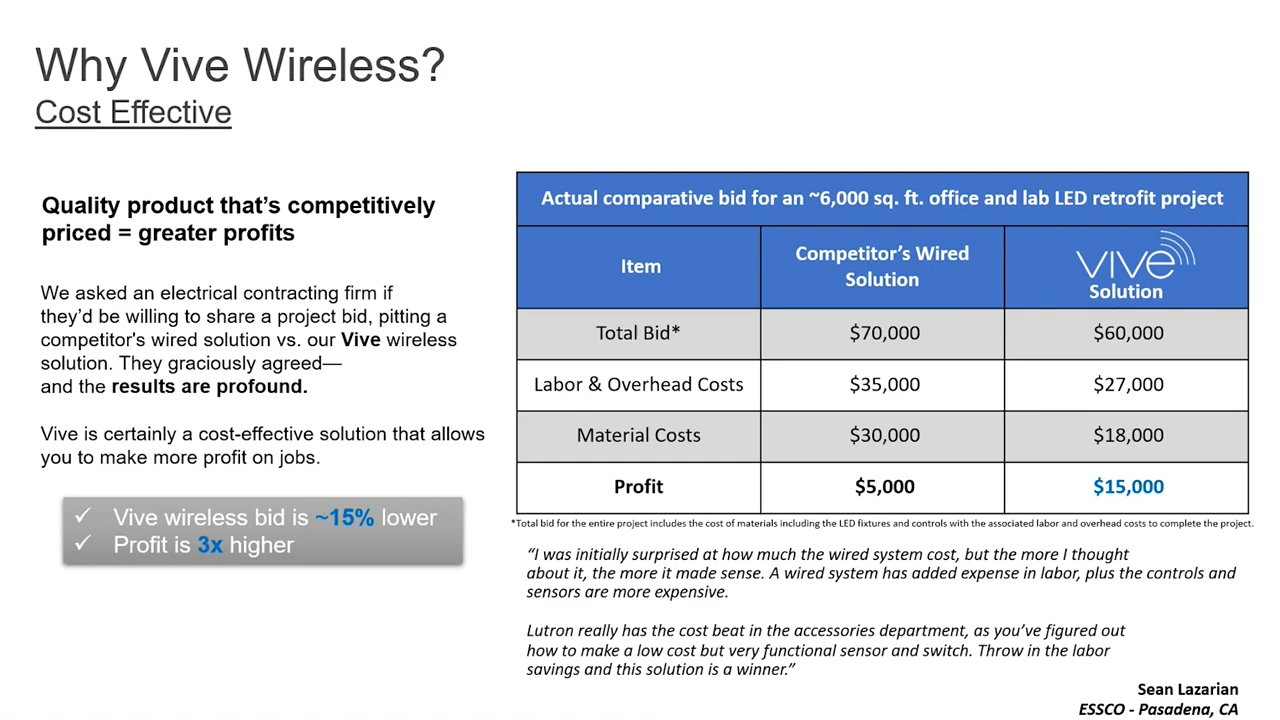 Why Vive Wireless?
Cost Effective
Quality product that’s competitively
priced = greater profits
We asked an electrical contracting firm if
they’d be willing to share a project bid, pitting a
competitor's wired solution vs. our Vive wireless
solution. They graciously agreed—
and the results are profound.
Vive is certainly a cost-effective solution that allows
you to make more profit on jobs.
✓ Vive wireless bid is ~15% lower
✓ Profit is 3x higher
Actual comparative bid for an ~6,000 sq. ft. office and lab LED retrofit project
Item
Competitor’s Wired
Solution
vive
Solution
Total Bid* $70,000 $60,000
Labor & Overhead Costs $35,000 $27,000
Material Costs $30,000 $18,000
Profit $5,000 $15,000
*Total bid for the entire project includes the cost of materials including the LED fixtures and controls with the associated labor and overhead costs to complete the project.
“I was initially surprised at how much the wired system cost, but the more I thought
about it, the more it made sense. A wired system has added expense in labor, plus the controls and
sensors are more expensive.
Lutron really has the cost beat in the accessories department, as you’ve figured out
how to make a low cost but very functional sensor and switch. Throw in the labor
savings and this solution is a winner.”
Sean Lazarian
ESSCO - Pasadena, CA